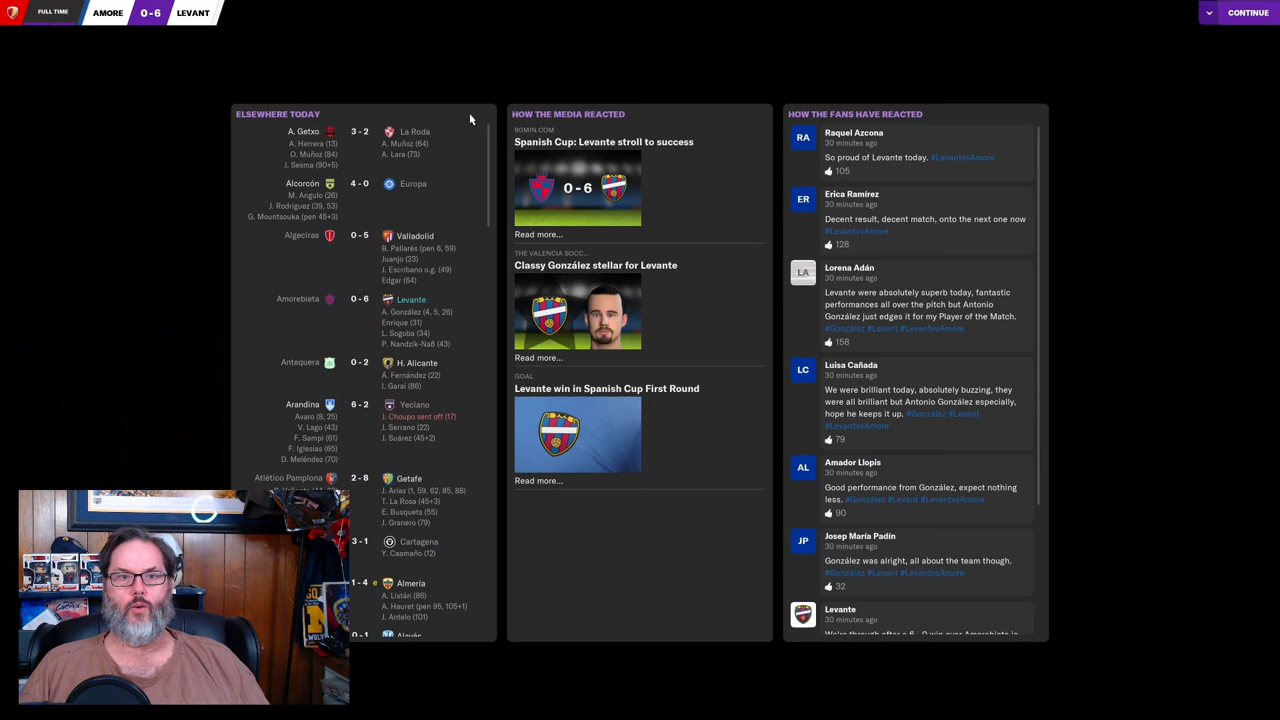 FULL TIME
AMORE
0-6
LEVANT
CONTINUE
ELSEWHERE TODAY
A. Getxo 3 - 2 La Roda
A. Herrera (13) A. Muñoz (64)
O. Muñoz (84) A. Lara (73)
J. Sesma (90+5)
Alcorcón 4 - 0 Europa
M. Angulo (26)
J. Rodríguez (39, 53)
G. Mountsouka (pen 45+3)
Algeciras 0 - 5 Valladolid
B. Pallarés (pen 6, 59)
Juanjo (23)
J. Escribano o.g. (49)
Edgar (64)
Amorebieta 0 - 6 Levante
A. González (4, 5, 26)
Enrique (31)
L. Sogoba (34)
P. Nandzik-Naß (43)
Antequera 0 - 2 H. Alicante
Á. Fernández (22)
I. Garai (86)
Arandina 6 - 2 Yeclano
Avaro (8, 25) J. Choupo sent off (17)
V. Lago (43) J. Serrano (22)
F. Sampi (61) J. Suárez (45+2)
F. Iglesias (65)
D. Meléndez (70)
Atlético Pamplona 2 - 8 Getafe
J. Arias (1, 59, 62, 85, 88)
T. La Rosa (45+3)
E. Busquets (55)
J. Granero (79)
3 - 1 Cartagena
Y. Caamaño (12)
1 - 4 e Almería
A. Listán (86)
A. Hauret (pen 95, 105+1)
J. Antelo (101)
0 - 1 Alavés
HOW THE MEDIA REACTED
90MIN.COM
Spanish Cup: Levante stroll to success
0 - 6
Read more...
THE VALENCIA SOCC...
Classy González stellar for Levante
Read more...
GOAL
Levante win in Spanish Cup First Round
Read more...
HOW THE FANS HAVE REACTED
RA
Raquel Azcona
30 minutes ago
So proud of Levante today. #LevantvsAmore
105
ER
Erica Ramírez
30 minutes ago
Decent result, decent match, onto the next one now
#LevantvsAmore
128
LA
Lorena Adán
30 minutes ago
Levante were absolutely superb today, fantastic
performances all over the pitch but Antonio
González just edges it for my Player of the Match.
#González #Levant #LevantvsAmore
158
LC
Luisa Cañada
30 minutes ago
We were brilliant today, absolutely buzzing, they
were all brilliant but Antonio González especially,
hope he keeps it up. #González #Levant
#LevantvsAmore
79
AL
Amador Llopis
30 minutes ago
Good performance from González, expect nothing
less. #González #Levant #LevantvsAmore
90
JP
Josep María Padín
30 minutes ago
González was alright, all about the team though.
#González #Levant #LevantvsAmore
32
Levante
30 minutes ago
We're through after a 6 - 0 win over Amorebieta in